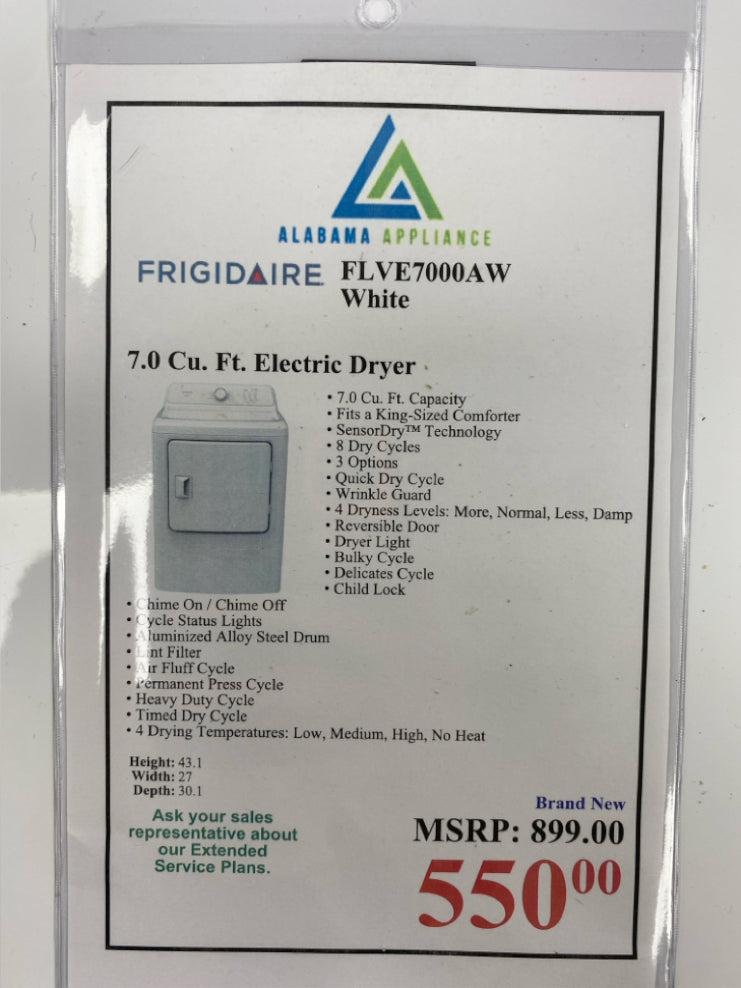 ALABAMA APPLIANCE
FRIGIDAIRE FLVE7000AW
White
7.0 Cu. Ft. Electric Dryer
• 7.0 Cu. Ft. Capacity
• Fits a King-Sized Comforter
• SensorDry™ Technology
• 8 Dry Cycles
• 3 Options
• Quick Dry Cycle
• Wrinkle Guard
• 4 Dryness Levels: More, Normal, Less, Damp
• Reversible Door
• Dryer Light
• Bulky Cycle
• Delicates Cycle
• Child Lock
• Chime On / Chime Off
• Cycle Status Lights
• Aluminized Alloy Steel Drum
• Lint Filter
• Air Fluff Cycle
• Permanent Press Cycle
• Heavy Duty Cycle
• Timed Dry Cycle
• 4 Drying Temperatures: Low, Medium, High, No Heat
Height: 43.1
Width: 27
Depth: 30.1
Ask your sales
representative about
our Extended
Service Plans.
Brand New
MSRP: 899.00
550⁰⁰